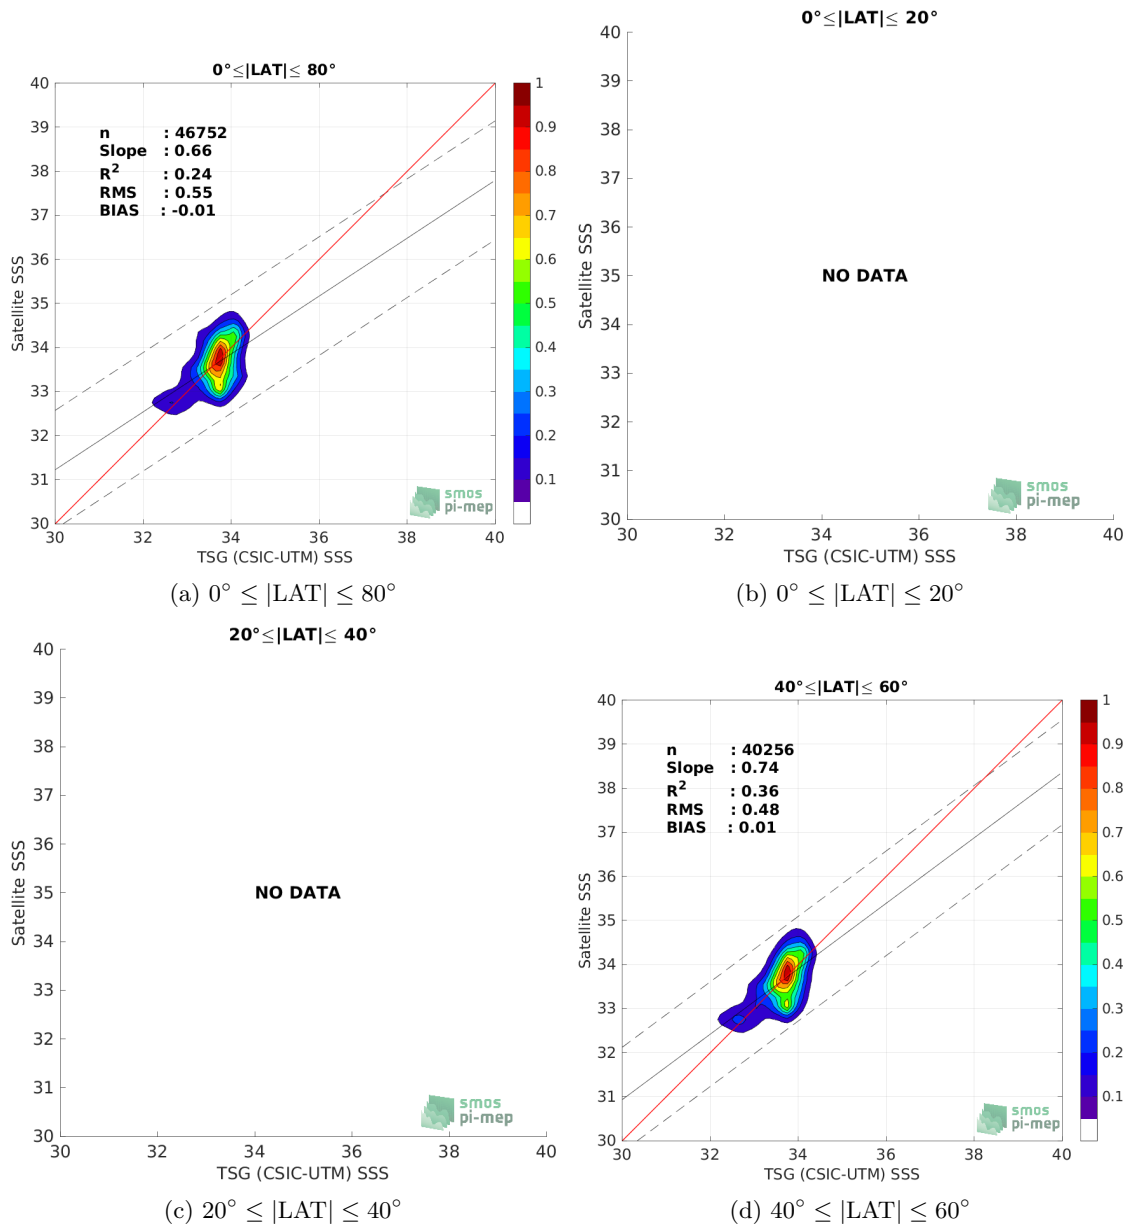 0°≤|LAT|≤ 80°
40
39
38
37
36
35
34
33
32
31
30
Satellite SSS
n : 46752
Slope : 0.66
R² : 0.24
RMS : 0.55
BIAS : -0.01
smos
pi-mep
30 32 34 36 38 40
TSG (CSIC-UTM) SSS
1
0.9
0.8
0.7
0.6
0.5
0.4
0.3
0.2
0.1
(a) 0° ≤ |LAT| ≤ 80°
0°≤|LAT|≤ 20°
40
39
38
37
36
35
34
33
32
31
30
Satellite SSS
NO DATA
smos
pi-mep
30 32 34 36 38 40
TSG (CSIC-UTM) SSS
(b) 0° ≤ |LAT| ≤ 20°
20°≤|LAT|≤ 40°
40
39
38
37
36
35
34
33
32
31
30
Satellite SSS
NO DATA
smos
pi-mep
30 32 34 36 38 40
TSG (CSIC-UTM) SSS
(c) 20° ≤ |LAT| ≤ 40°
40°≤|LAT|≤ 60°
40
39
38
37
36
35
34
33
32
31
30
Satellite SSS
n : 40256
Slope : 0.74
R² : 0.36
RMS : 0.48
BIAS : 0.01
smos
pi-mep
30 32 34 36 38 40
TSG (CSIC-UTM) SSS
1
0.9
0.8
0.7
0.6
0.5
0.4
0.3
0.2
0.1
(d) 40° ≤ |LAT| ≤ 60°